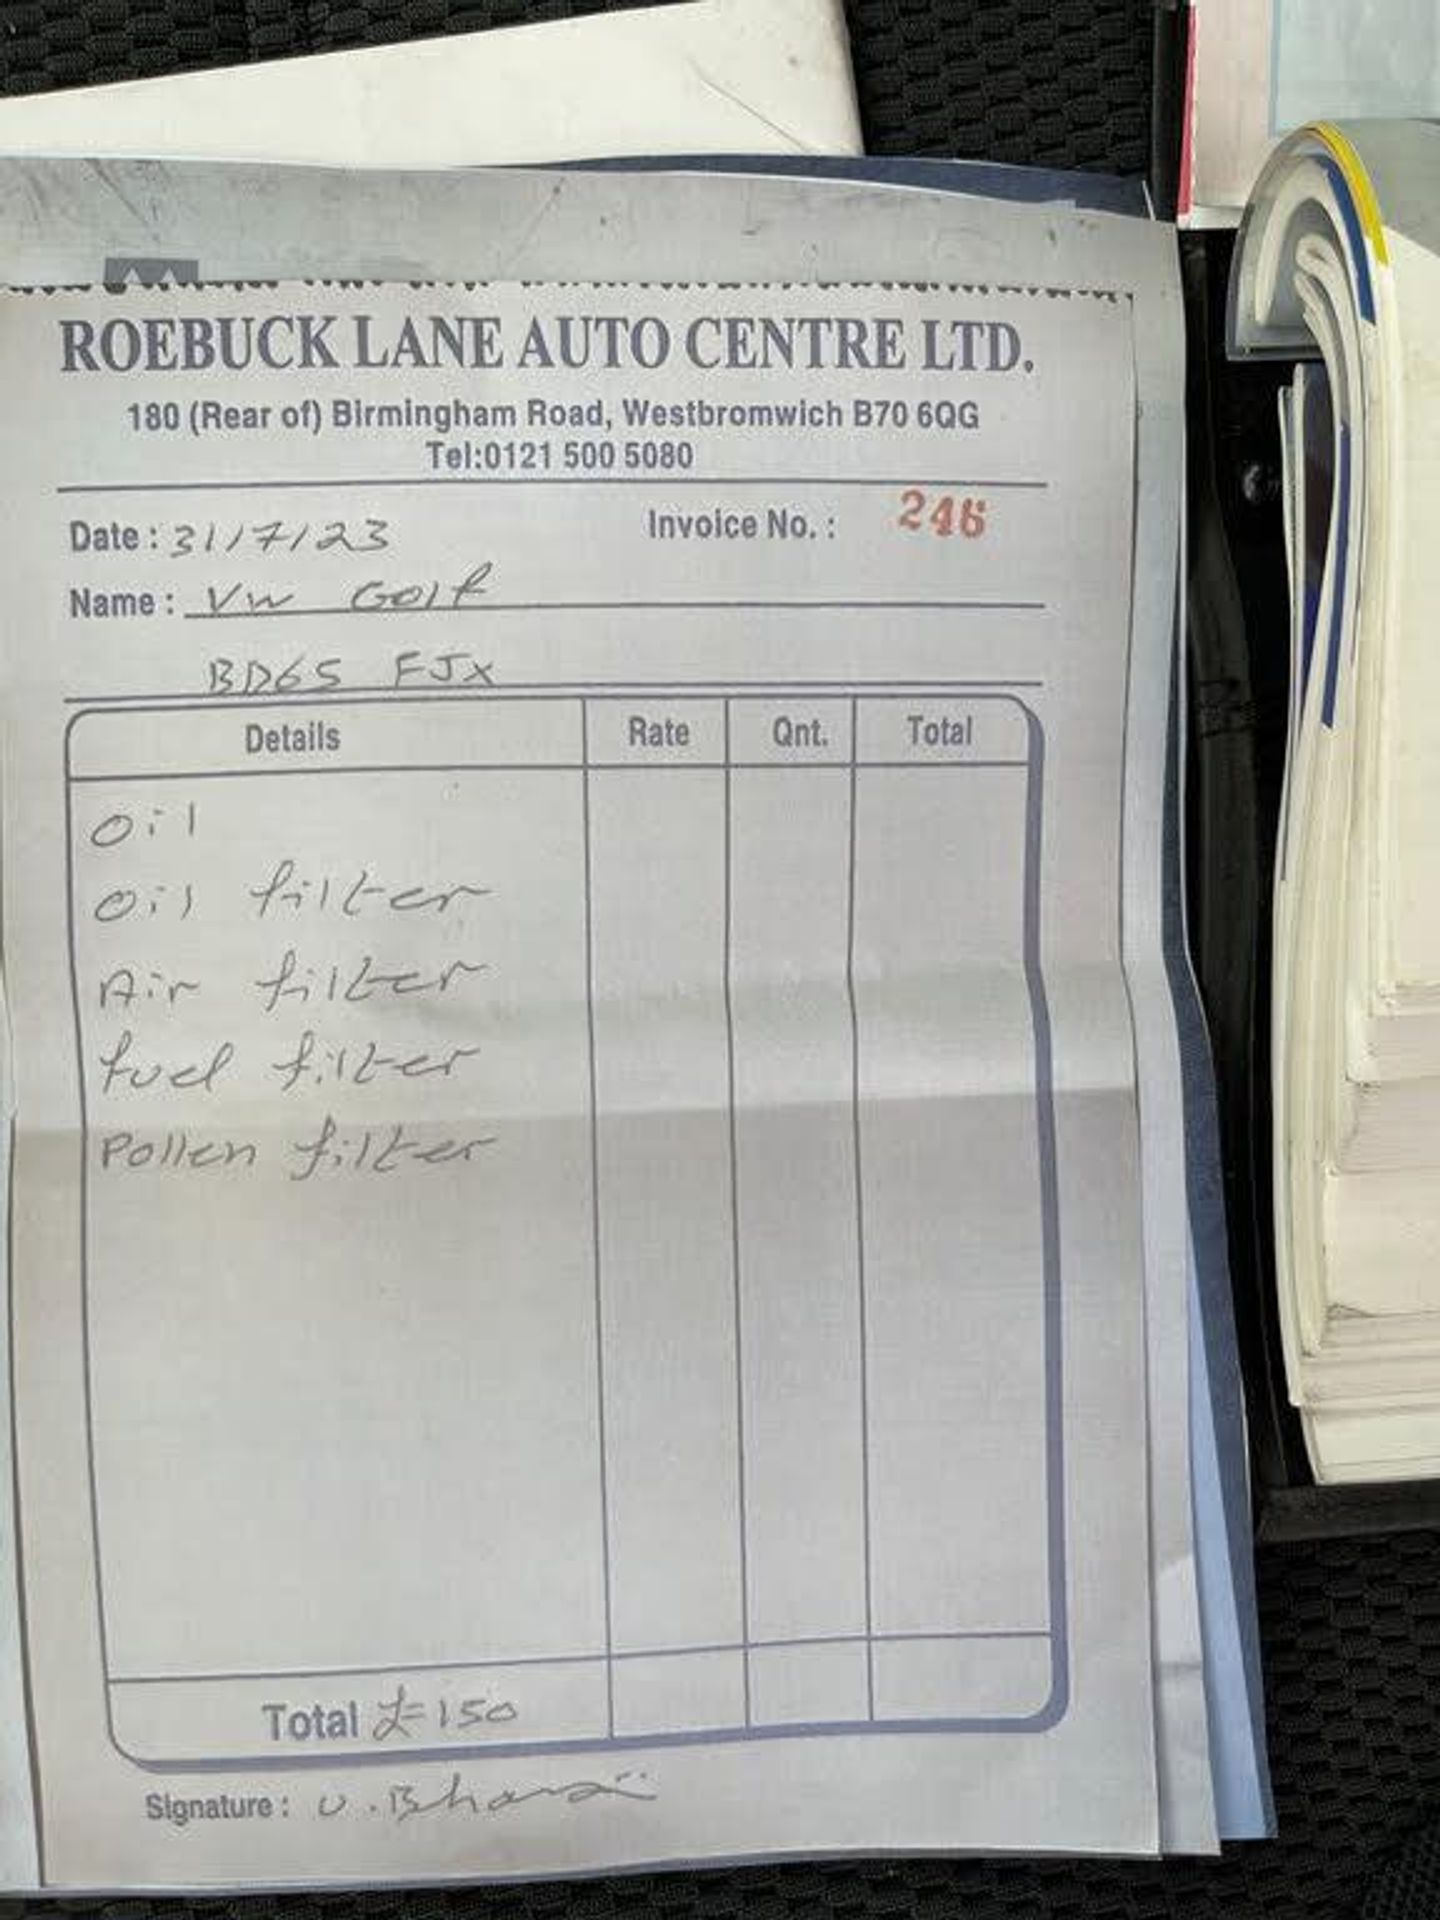 ROEBUCK LANE AUTO CENTRE LTD.
180 (Rear of) Birmingham Road, Westbromwich B70 6QG
Tel:0121 500 5080
Date : 31/7/23 Invoice No. : 246
Name : VW Golf
BD65 FJX
Details Rate Qnt. Total
Oil
Oil filter
Air filter
fuel filter
Pollen filter
Total £150
Signature : U.